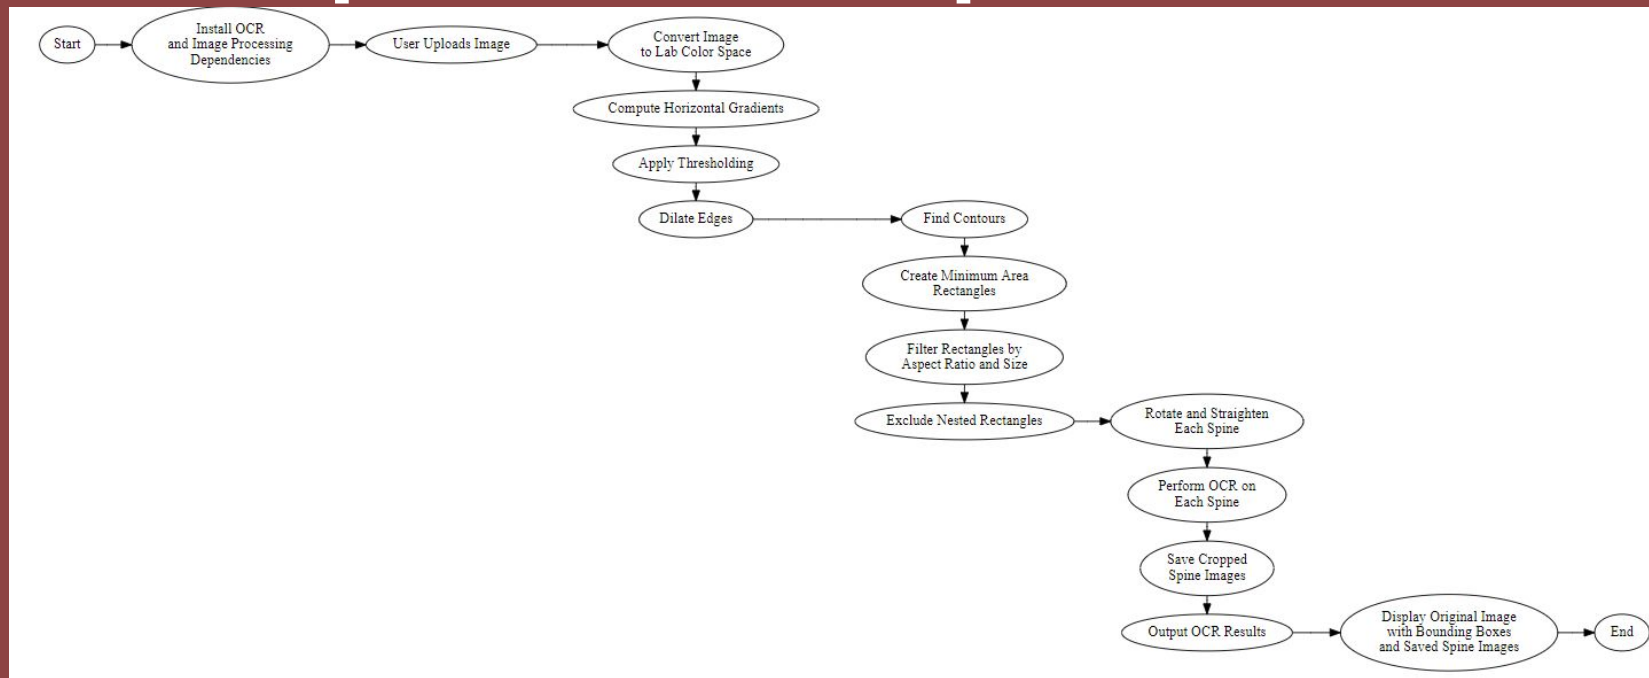 Start
Install OCR
and Image Processing
Dependencies
User Uploads Image
Convert Image
to Lab Color Space
Compute Horizontal Gradients
Apply Thresholding
Dilate Edges
Find Contours
Create Minimum Area
Rectangles
Filter Rectangles by
Aspect Ratio and Size
Exclude Nested Rectangles
Rotate and Straighten
Each Spine
Perform OCR on
Each Spine
Save Cropped
Spine Images
Output OCR Results
Display Original Image
with Bounding Boxes
and Saved Spine Images
End